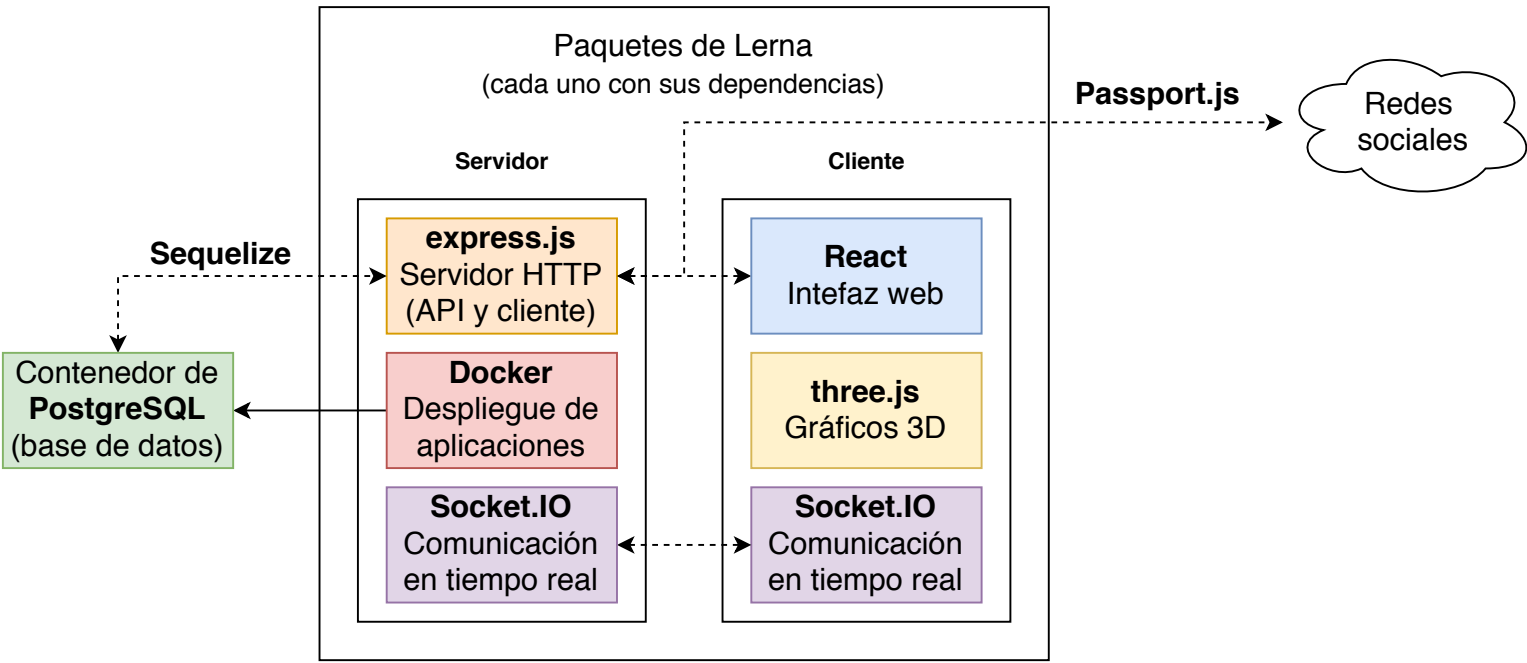 Paquetes de Lerna
(cada uno con sus dependencias)
Passport.js
Redes
sociales
Servidor
Cliente
Sequelize
express.js
Servidor HTTP
(API y cliente)
React
Intefaz web
Contenedor de
PostgreSQL
(base de datos)
Docker
Despliegue de
aplicaciones
three.js
Gráficos 3D
Socket.IO
Comunicación
en tiempo real
Socket.IO
Comunicación
en tiempo real